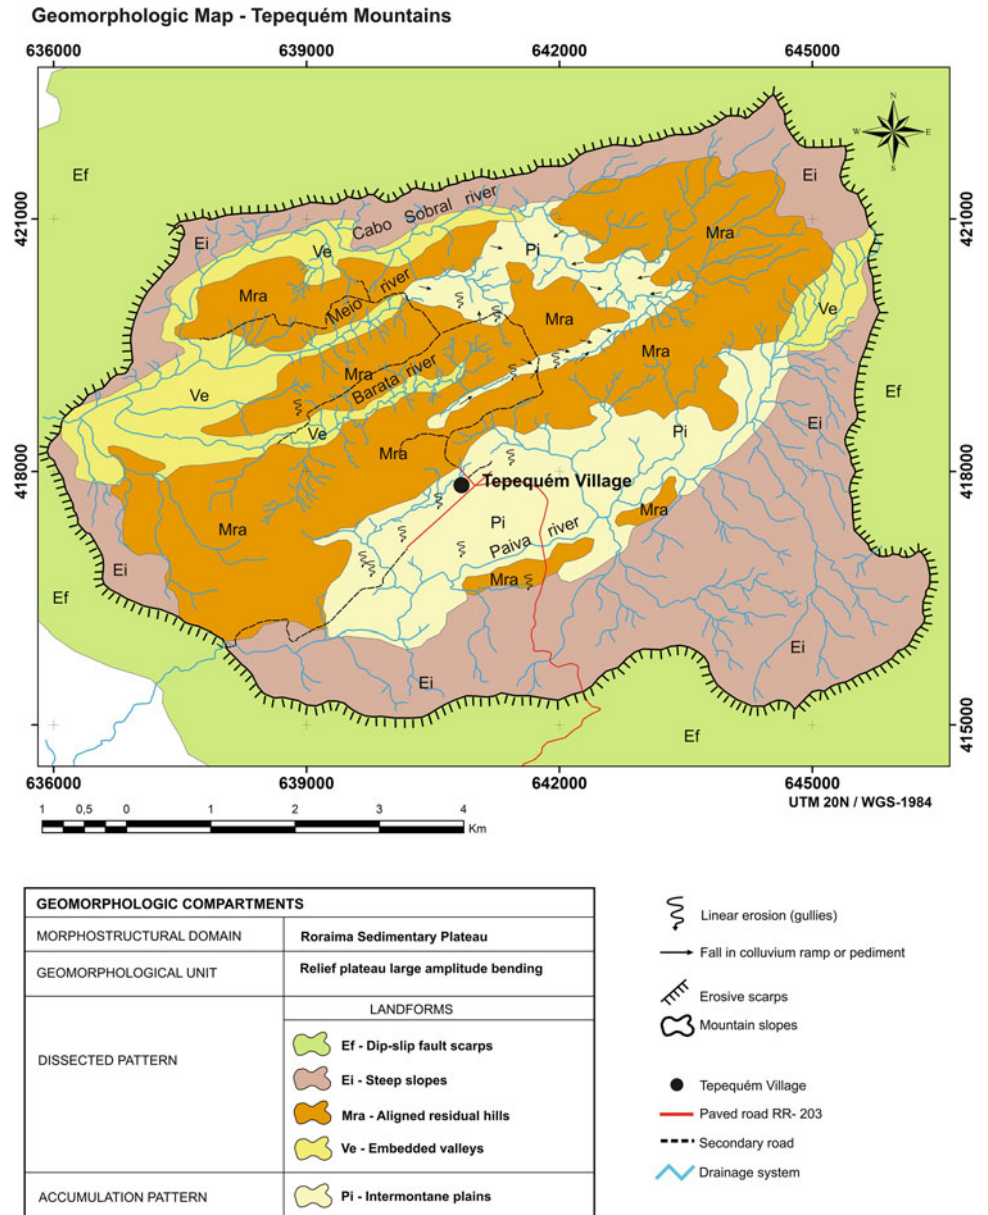 Geomorphologic Map - Tepequém Mountains
636000 639000 642000 645000
Ef
Ei
421000
421000
Cabo Sobral river
Ei
Mra
Ve
Pi
Mra
Meio river
Ve
Mra
Mra
Mra
Barata river
Ve
Ef
Ei
Ve
Pi
Mra
418000
418000
Tepequém Village
Mra
Pi
Mra
Paiva river
Ei
Mra
Ef
Ei
Ei
415000
415000
Ef
636000 639000 642000 645000
UTM 20N / WGS-1984
1 0,5 0 1 2 3 4
Km
N
W E
S
GEOMORPHOLOGIC COMPARTMENTS
MORPHOSTRUCTURAL DOMAIN Roraima Sedimentary Plateau
GEOMORPHOLOGICAL UNIT Relief plateau large amplitude bending
LANDFORMS
DISSECTED PATTERN
Ef - Dip-slip fault scarps
Ei - Steep slopes
Mra - Aligned residual hills
Ve - Embedded valleys
ACCUMULATION PATTERN Pi - Intermontane plains
Linear erosion (gullies)
Fall in colluvium ramp or pediment
Erosive scarps
Mountain slopes
Tepequém Village
Paved road RR- 203
Secondary road
Drainage system